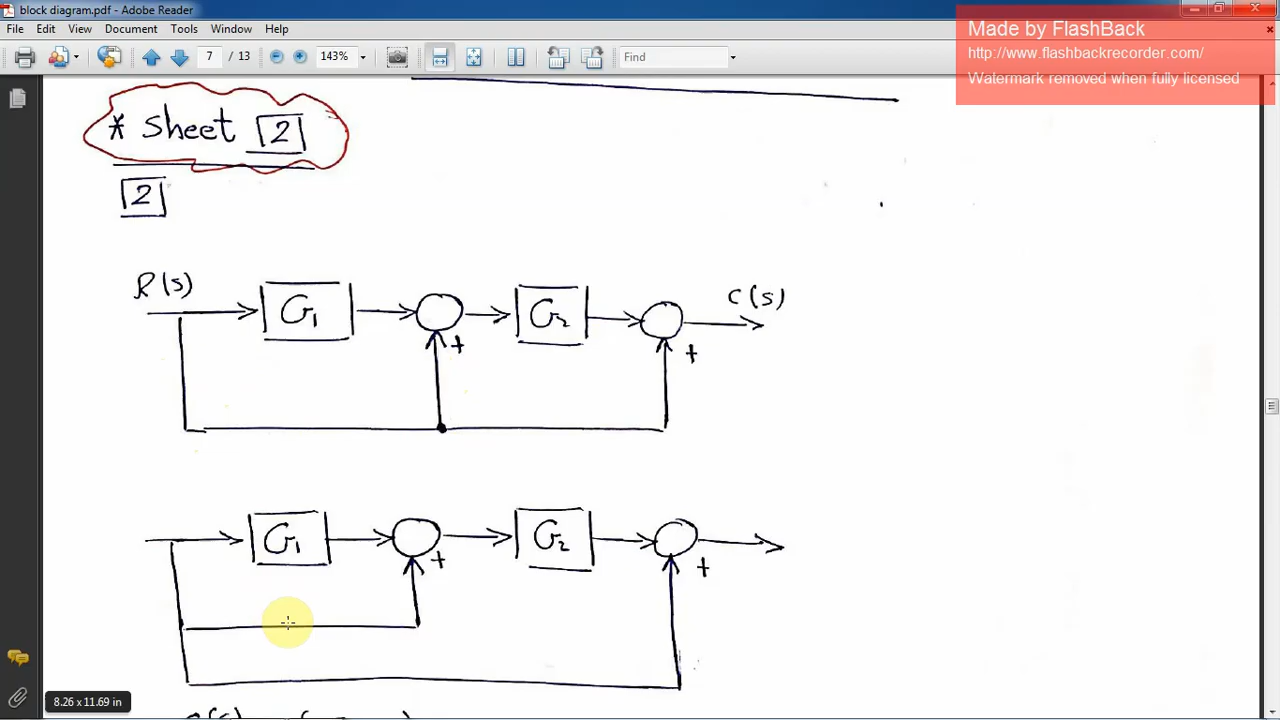 block diagram.pdf - Adobe Reader
File Edit View Document Tools Window Help
7 / 13 143% Find
Made by FlashBack
http://www.flashbackrecorder.com/
Watermark removed when fully licensed
* Sheet 2
2
R(s) G1 + G2 + C(s)
G1 + G2 +
8.26 x 11.69 in